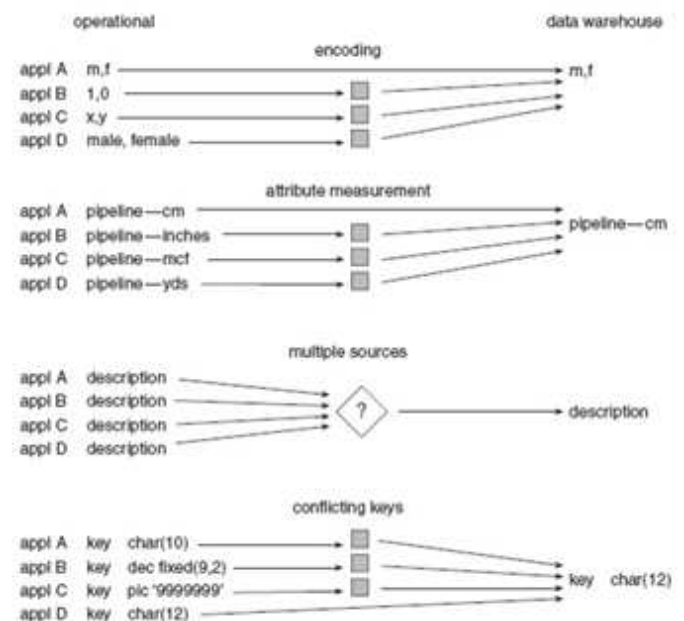 operational data warehouse
encoding
appl A m,f m,f
appl B 1,0
appl C x,y
appl D male, female
attribute measurement
appl A pipeline—cm
pipeline—cm
appl B pipeline—inches
appl C pipeline—mcf
appl D pipeline—yds
multiple sources
appl A description
appl B description
? description
appl C description
appl D description
conflicting keys
appl A key char(10)
appl B key dec fixed(9,2)
key char(12)
appl C key pic '9999999'
appl D key char(12)